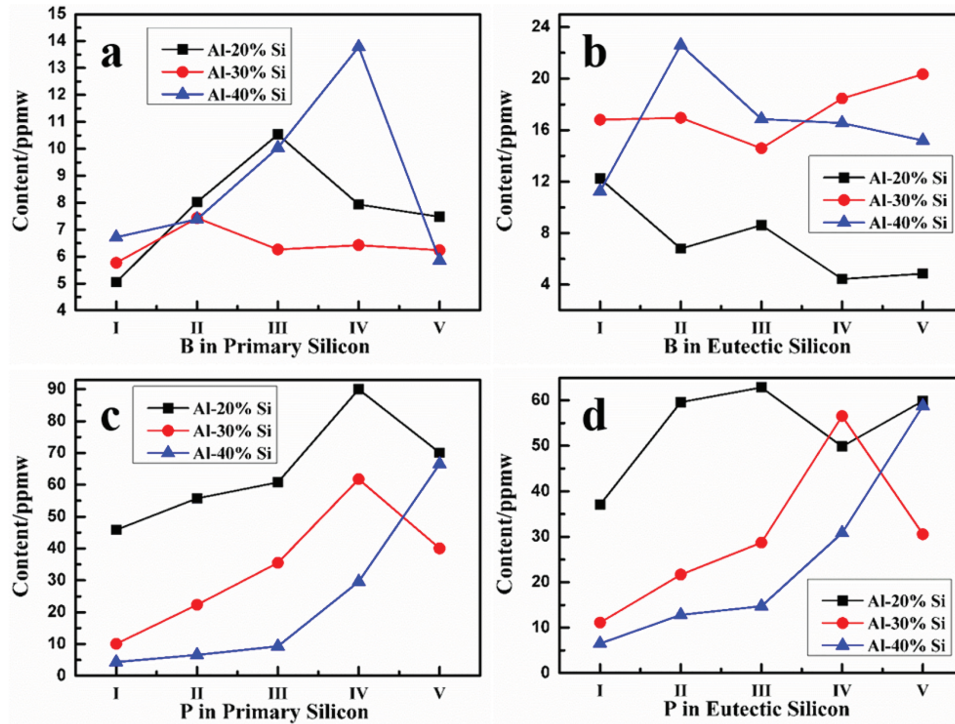 a
Al-20% Si
Al-30% Si
Al-40% Si
15
14
13
12
11
10
9
8
7
6
5
4
Content/ppmw
I II III IV V
B in Primary Silicon
b
24
20
16
12
8
4
Content/ppmw
Al-20% Si
Al-30% Si
Al-40% Si
I II III IV V
B in Eutectic Silicon
c
Al-20% Si
Al-30% Si
Al-40% Si
90
80
70
60
50
40
30
20
10
0
Content/ppmw
I II III IV V
P in Primary Silicon
d
60
50
40
30
20
10
0
Content/ppmw
Al-20% Si
Al-30% Si
Al-40% Si
I II III IV V
P in Eutectic Silicon